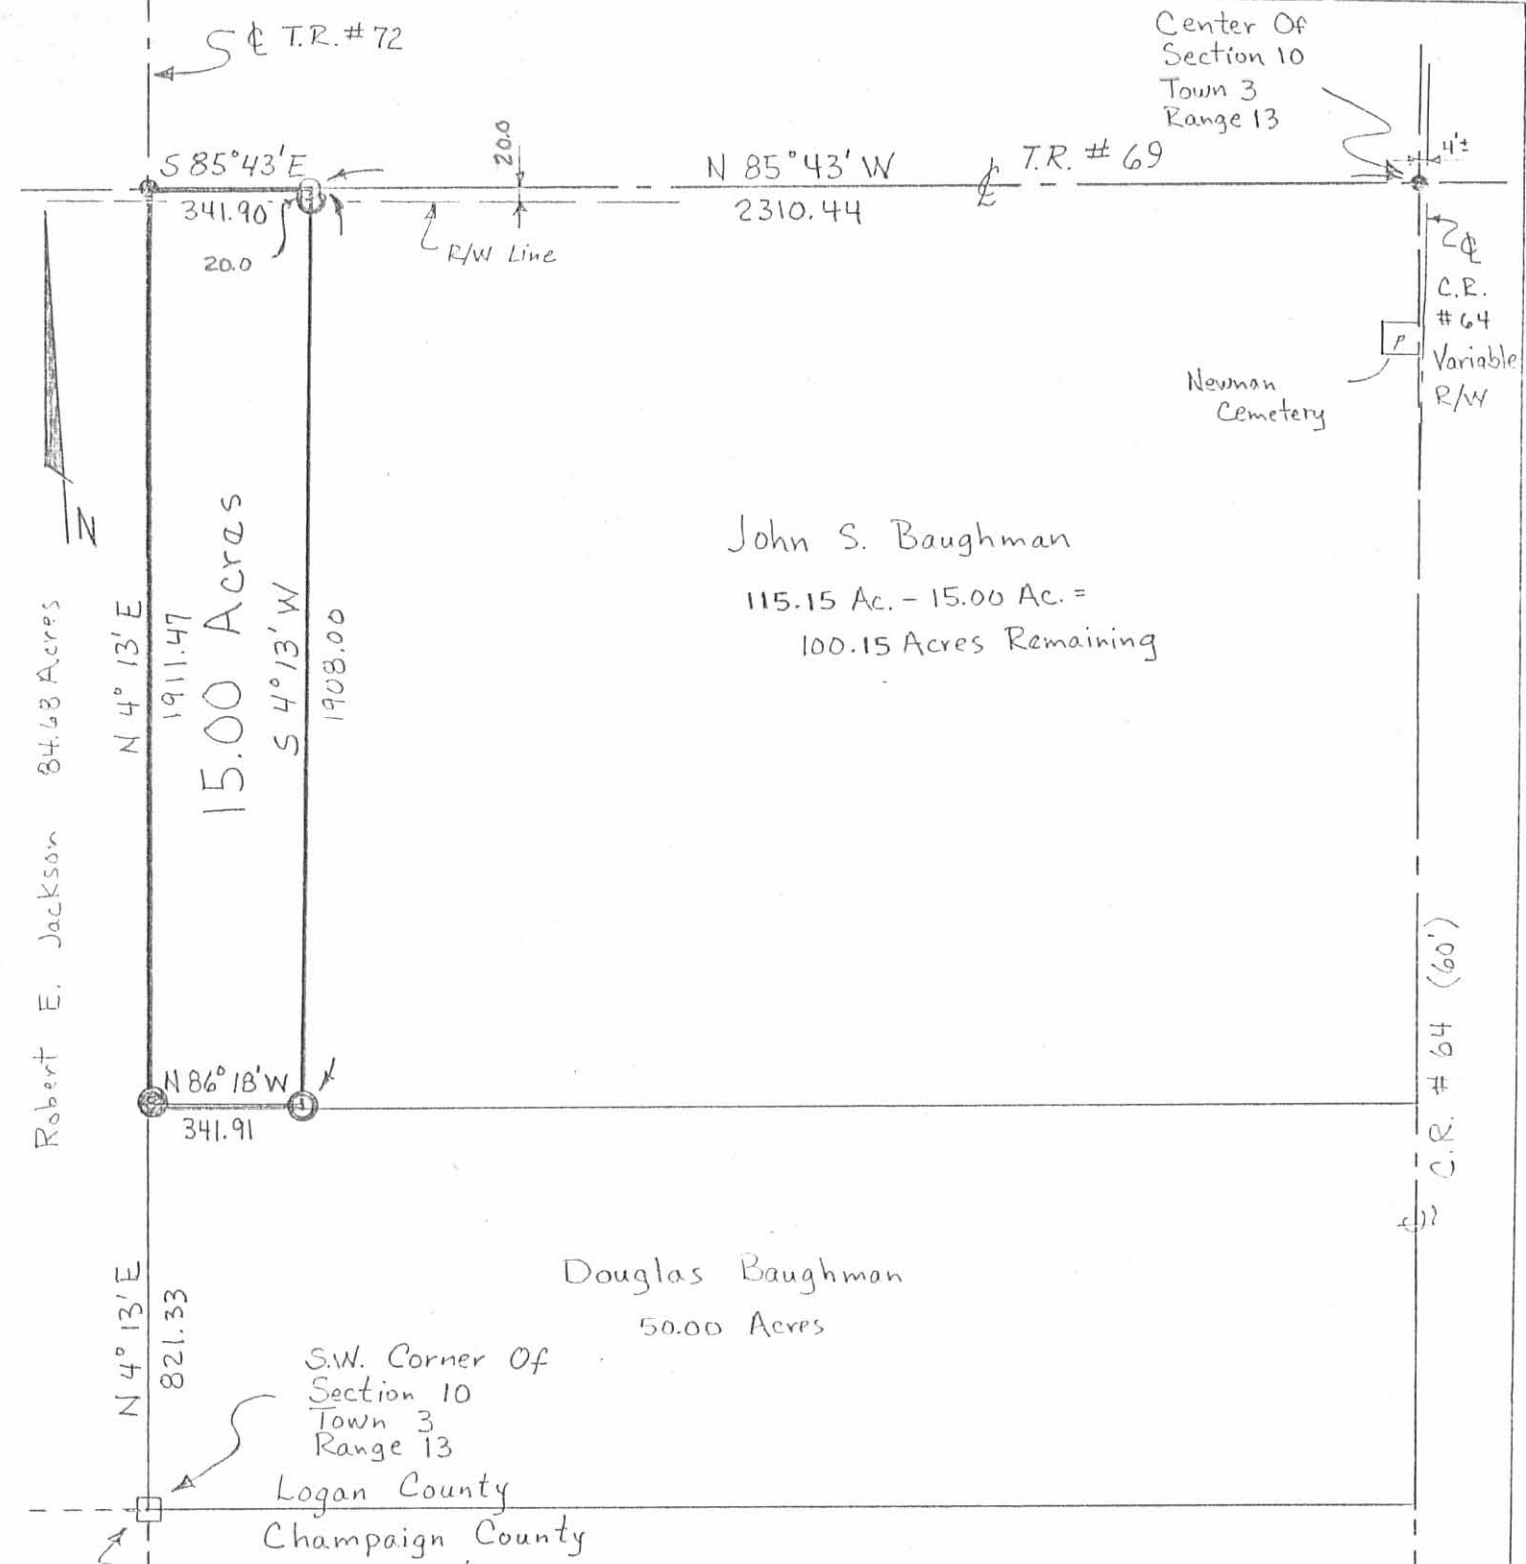 ℄ T.R. # 72
Center Of
Section 10
Town 3
Range 13
S 85°43' E
341.90
20.0
20.0
R/W Line
N 85°43' W
2310.44
℄
T.R. # 69
4'±
℄
C.R.
# 64
Variable
R/W
P
Newman
Cemetery
N
John S. Baughman
115.15 Ac. - 15.00 Ac. =
100.15 Acres Remaining
Robert E. Jackson 84.63 Acres
N 4° 13' E
1911.47
15.00 Acres
S 4° 13' W
1908.00
N 86° 18' W
341.91
C.R. # 64 (60')
Douglas Baughman
50.00 Acres
N 4° 13' E
821.33
S.W. Corner Of
Section 10
Town 3
Range 13
Logan County
Champaign County